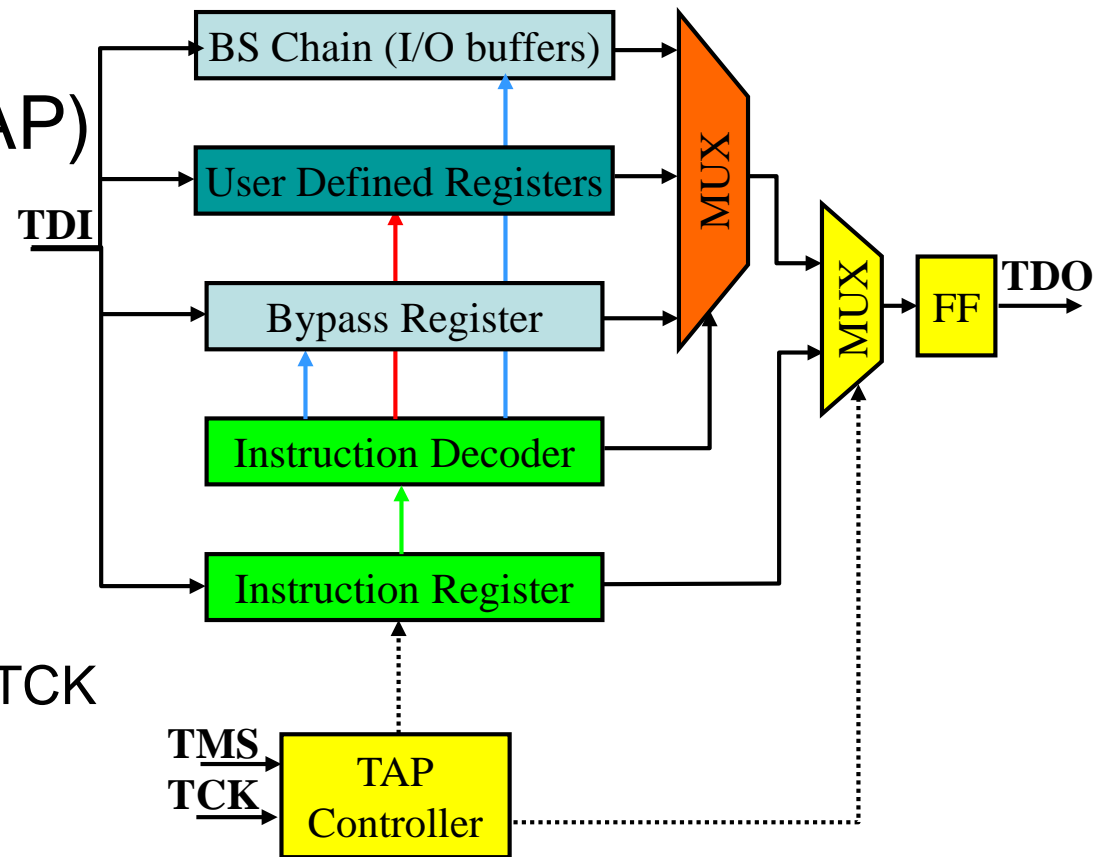 BS Chain (I/O buffers)
AP)
User Defined Registers
MUX
TDI
MUX
FF
TDO
Bypass Register
Instruction Decoder
Instruction Register
TCK
TMS
TAP
TCK
Controller